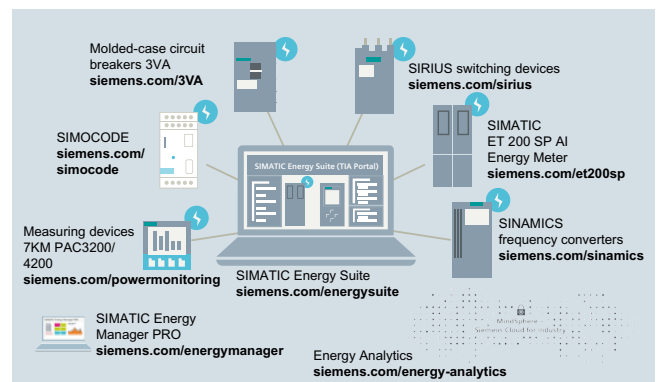 Molded-case circuit
breakers 3VA
siemens.com/3VA
SIRIUS switching devices
siemens.com/sirius
SIMOCODE
siemens.com/
simocode
SIMATIC
ET 200 SP AI
Energy Meter
siemens.com/et200sp
SIMATIC Energy Suite (TIA Portal)
Measuring devices
7KM PAC3200/
4200
siemens.com/powermonitoring
SINAMICS
frequency converters
siemens.com/sinamics
SIMATIC Energy Suite
siemens.com/energysuite
SIMATIC Energy
Manager PRO
siemens.com/energymanager
MindSphere
Siemens Cloud for Industry
Energy Analytics
siemens.com/energy-analytics